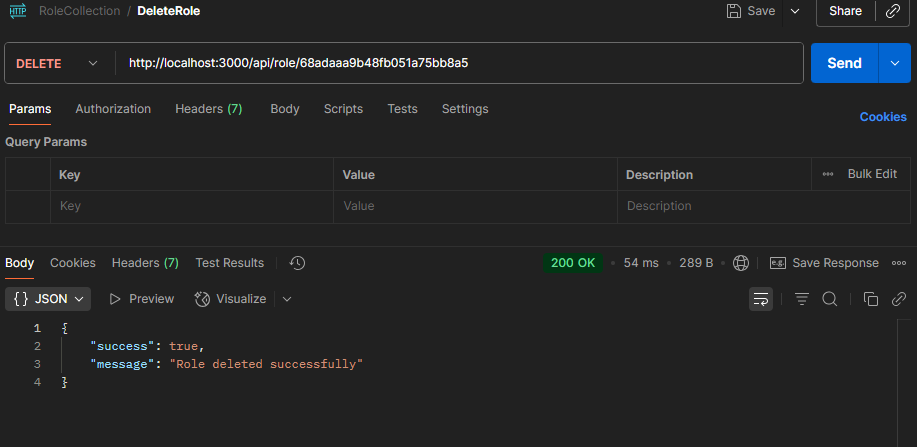 HTTP RoleCollection / DeleteRole Save Share
DELETE http://localhost:3000/api/role/68adaaa9b48fb051a75bb8a5 Send
Params Authorization Headers (7) Body Scripts Tests Settings Cookies
Query Params
Key Value Description Bulk Edit
Key Value Description
Body Cookies Headers (7) Test Results 200 OK • 54 ms • 289 B • e.g. Save Response
{} JSON Preview Visualize
1 {
2 "success": true,
3 "message": "Role deleted successfully"
4 }